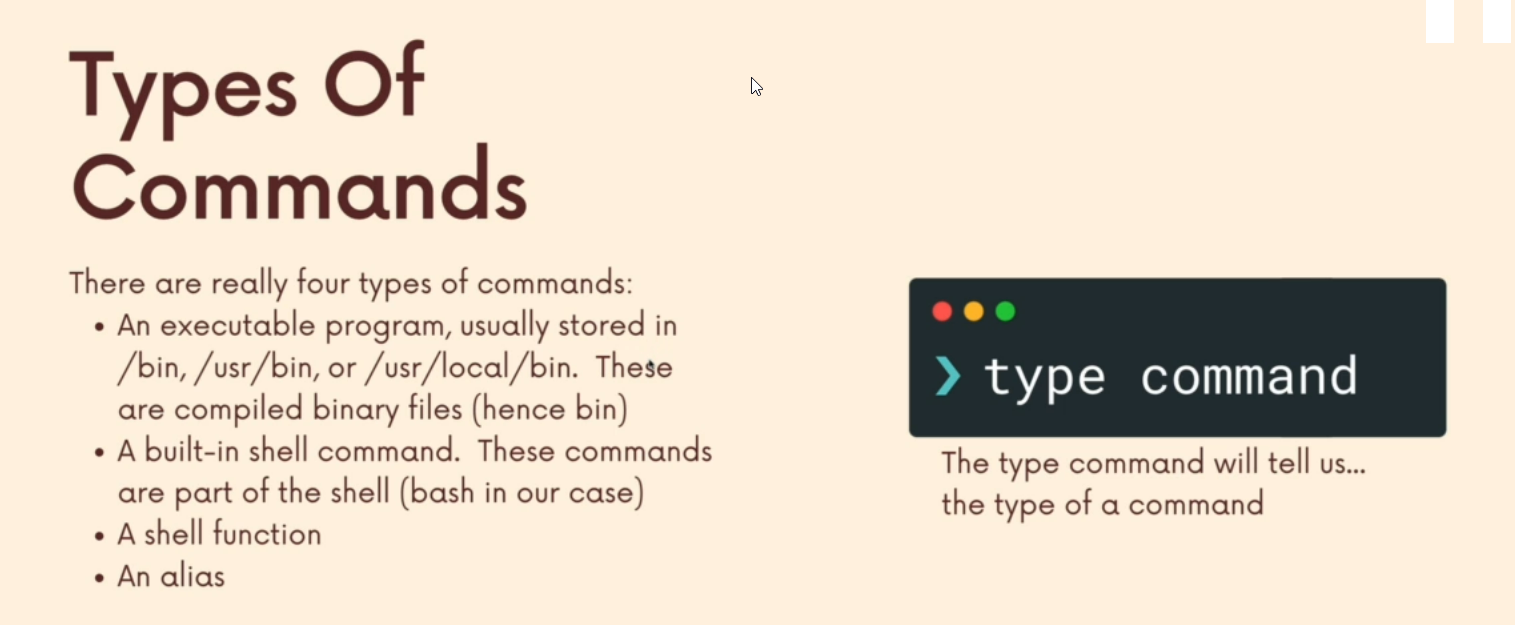 Types Of
Commands
There are really four types of commands:
• An executable program, usually stored in
/bin, /usr/bin, or /usr/local/bin.  These
are compiled binary files (hence bin)
• A built-in shell command.  These commands
are part of the shell (bash in our case)
• A shell function
• An alias
❯ type command
The type command will tell us...
the type of a command